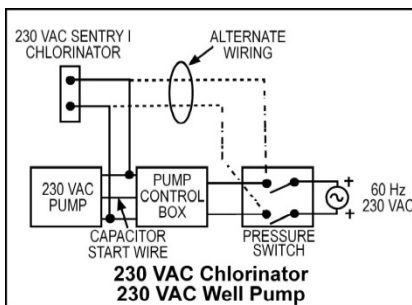 230 VAC SENTRY I
CHLORINATOR
ALTERNATE
WIRING
230 VAC
PUMP
PUMP
CONTROL
BOX
+
60 Hz
230 VAC
+
CAPACITOR
START WIRE
PRESSURE
SWITCH
230 VAC Chlorinator
230 VAC Well Pump